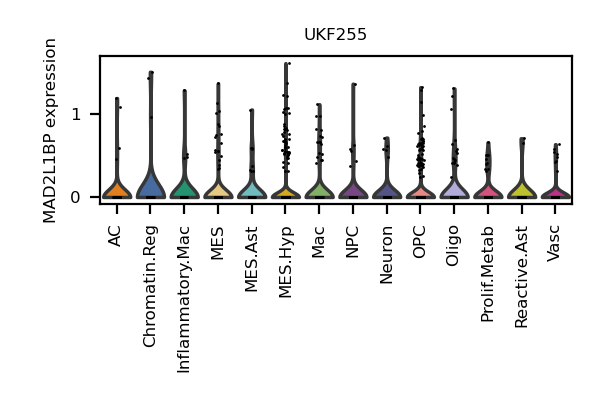 UKF255
MAD2L1BP expression
1
0
AC
Chromatin.Reg
Inflammatory.Mac
MES
MES.Ast
MES.Hyp
Mac
NPC
Neuron
OPC
Oligo
Prolif.Metab
Reactive.Ast
Vasc